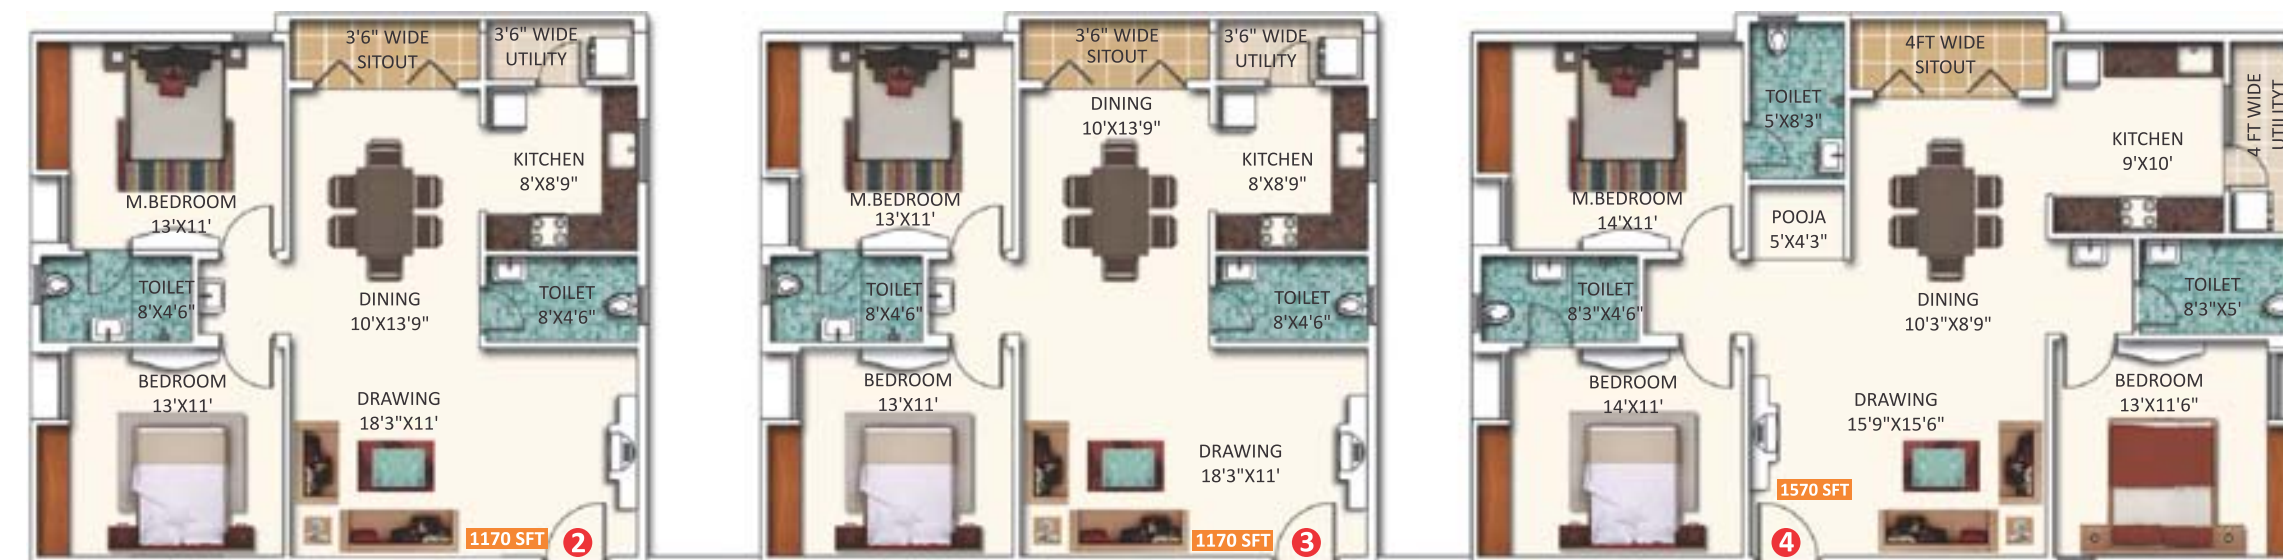 3'6" WIDE
SITOUT
3'6" WIDE
UTILITY
KITCHEN
8'X8'9"
M.BEDROOM
13'X11'
TOILET
8'X4'6"
DINING
10'X13'9"
TOILET
8'X4'6"
BEDROOM
13'X11'
DRAWING
18'3"X11'
1170 SFT
2
3'6" WIDE
SITOUT
3'6" WIDE
UTILITY
DINING
10'X13'9"
KITCHEN
8'X8'9"
M.BEDROOM
13'X11'
TOILET
8'X4'6"
TOILET
8'X4'6"
BEDROOM
13'X11'
DRAWING
18'3"X11'
1170 SFT
3
4FT WIDE
SITOUT
TOILET
5'X8'3"
KITCHEN
9'X10'
4 FT WIDE
UTILITYT
M.BEDROOM
14'X11'
POOJA
5'X4'3"
TOILET
8'3"X4'6"
DINING
10'3"X8'9"
TOILET
8'3"X5'
BEDROOM
14'X11'
DRAWING
15'9"X15'6"
BEDROOM
13'X11'6"
1570 SFT
4